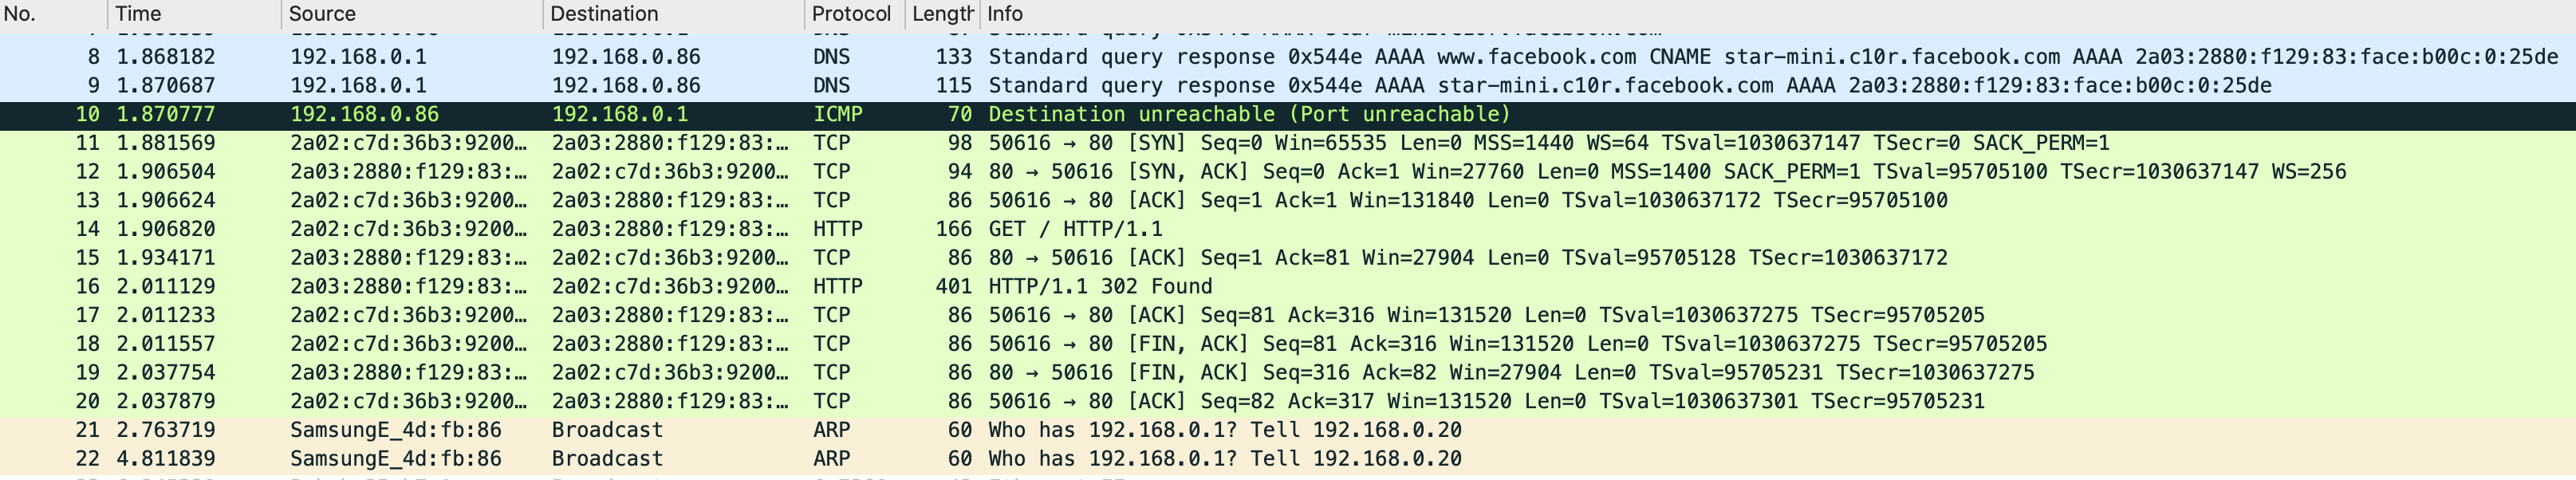 No. Time Source Destination Protocol Length Info
8 1.868182 192.168.0.1 192.168.0.86 DNS 133 Standard query response 0x544e AAAA www.facebook.com CNAME star-mini.c10r.facebook.com AAAA 2a03:2880:f129:83:face:b00c:0:25de
9 1.870687 192.168.0.1 192.168.0.86 DNS 115 Standard query response 0x544e AAAA star-mini.c10r.facebook.com AAAA 2a03:2880:f129:83:face:b00c:0:25de
10 1.870777 192.168.0.86 192.168.0.1 ICMP 70 Destination unreachable (Port unreachable)
11 1.881569 2a02:c7d:36b3:9200… 2a03:2880:f129:83:… TCP 98 50616 → 80 [SYN] Seq=0 Win=65535 Len=0 MSS=1440 WS=64 TSval=1030637147 TSecr=0 SACK_PERM=1
12 1.906504 2a03:2880:f129:83:… 2a02:c7d:36b3:9200… TCP 94 80 → 50616 [SYN, ACK] Seq=0 Ack=1 Win=27760 Len=0 MSS=1400 SACK_PERM=1 TSval=95705100 TSecr=1030637147 WS=256
13 1.906624 2a02:c7d:36b3:9200… 2a03:2880:f129:83:… TCP 86 50616 → 80 [ACK] Seq=1 Ack=1 Win=131840 Len=0 TSval=1030637172 TSecr=95705100
14 1.906820 2a02:c7d:36b3:9200… 2a03:2880:f129:83:… HTTP 166 GET / HTTP/1.1
15 1.934171 2a03:2880:f129:83:… 2a02:c7d:36b3:9200… TCP 86 80 → 50616 [ACK] Seq=1 Ack=81 Win=27904 Len=0 TSval=95705128 TSecr=1030637172
16 2.011129 2a03:2880:f129:83:… 2a02:c7d:36b3:9200… HTTP 401 HTTP/1.1 302 Found
17 2.011233 2a02:c7d:36b3:9200… 2a03:2880:f129:83:… TCP 86 50616 → 80 [ACK] Seq=81 Ack=316 Win=131520 Len=0 TSval=1030637275 TSecr=95705205
18 2.011557 2a02:c7d:36b3:9200… 2a03:2880:f129:83:… TCP 86 50616 → 80 [FIN, ACK] Seq=81 Ack=316 Win=131520 Len=0 TSval=1030637275 TSecr=95705205
19 2.037754 2a03:2880:f129:83:… 2a02:c7d:36b3:9200… TCP 86 80 → 50616 [FIN, ACK] Seq=316 Ack=82 Win=27904 Len=0 TSval=95705231 TSecr=1030637275
20 2.037879 2a02:c7d:36b3:9200… 2a03:2880:f129:83:… TCP 86 50616 → 80 [ACK] Seq=82 Ack=317 Win=131520 Len=0 TSval=1030637301 TSecr=95705231
21 2.763719 SamsungE_4d:fb:86 Broadcast ARP 60 Who has 192.168.0.1? Tell 192.168.0.20
22 4.811839 SamsungE_4d:fb:86 Broadcast ARP 60 Who has 192.168.0.1? Tell 192.168.0.20